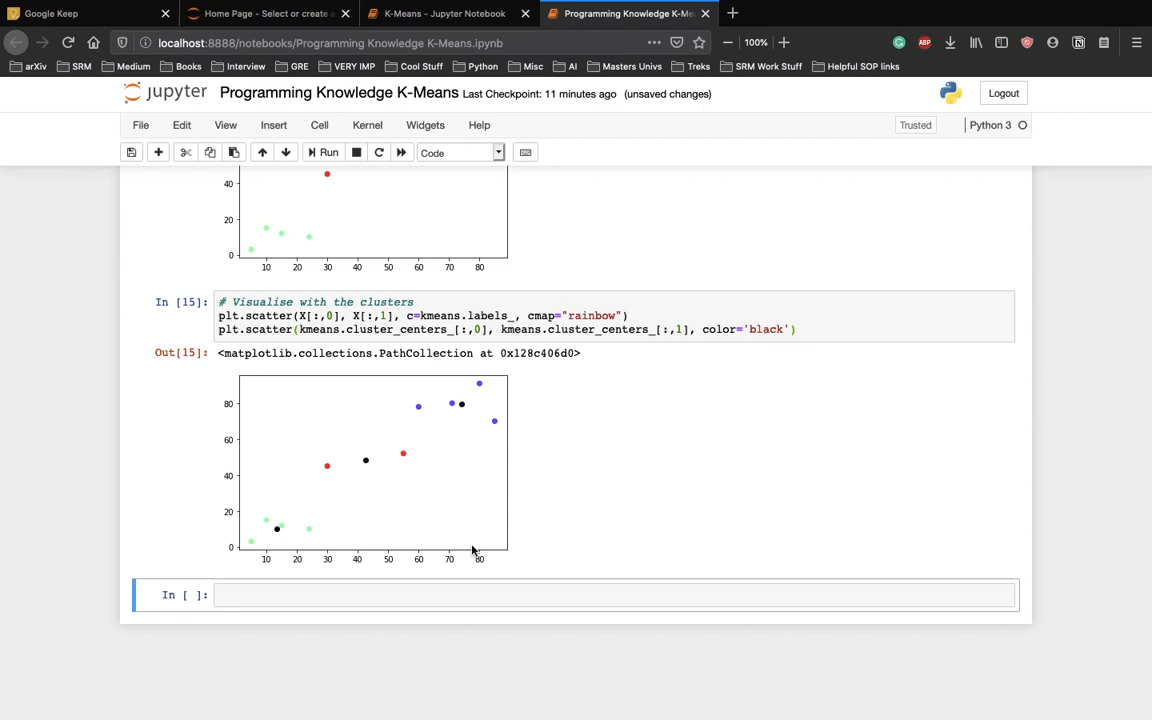 Google Keep
Home Page - Select or create a
K-Means - Jupyter Notebook
Programming Knowledge K-Me
localhost:8888/notebooks/Programming Knowledge K-Means.ipynb
100%
ABP
arXiv SRM Medium Books Interview GRE VERY IMP Cool Stuff Python Misc AI Masters Univs Treks SRM Work Stuff Helpful SOP links
jupyter Programming Knowledge K-Means Last Checkpoint: 11 minutes ago (unsaved changes) Logout
File Edit View Insert Cell Kernel Widgets Help Trusted Python 3
Run Code
40
20
0
10 20 30 40 50 60 70 80
In [15]: # Visualise with the clusters
plt.scatter(X[:,0], X[:,1], c=kmeans.labels_, cmap="rainbow")
plt.scatter(kmeans.cluster_centers_[:,0], kmeans.cluster_centers_[:,1], color='black')
Out[15]: <matplotlib.collections.PathCollection at 0x128c406d0>
80
60
40
20
0
10 20 30 40 50 60 70 80
In [ ]: